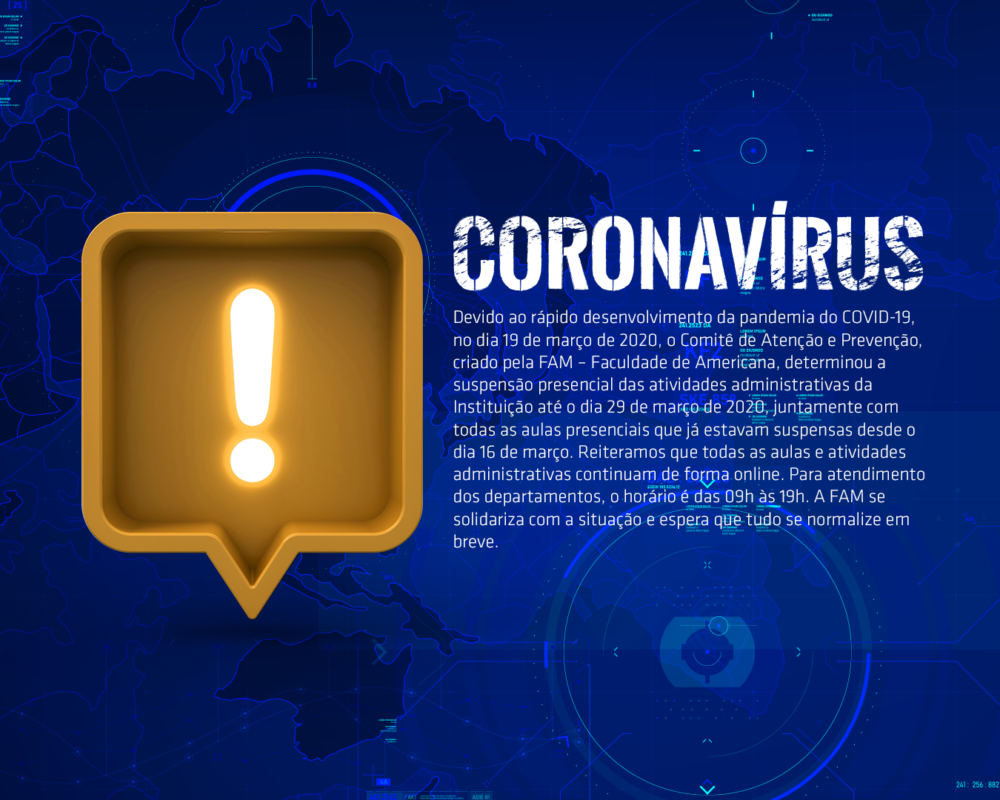 CORONAVÍRUS
Devido ao rápido desenvolvimento da pandemia do COVID-19,
no dia 19 de março de 2020, o Comitê de Atenção e Prevenção,
criado pela FAM – Faculdade de Americana, determinou a
suspensão presencial das atividades administrativas da
Instituição até o dia 29 de março de 2020, juntamente com
todas as aulas presenciais que já estavam suspensas desde o
dia 16 de março. Reiteramos que todas as aulas e atividades
administrativas continuam de forma online. Para atendimento
dos departamentos, o horário é das 09h às 19h. A FAM se
solidariza com a situação e espera que tudo se normalize em
breve.